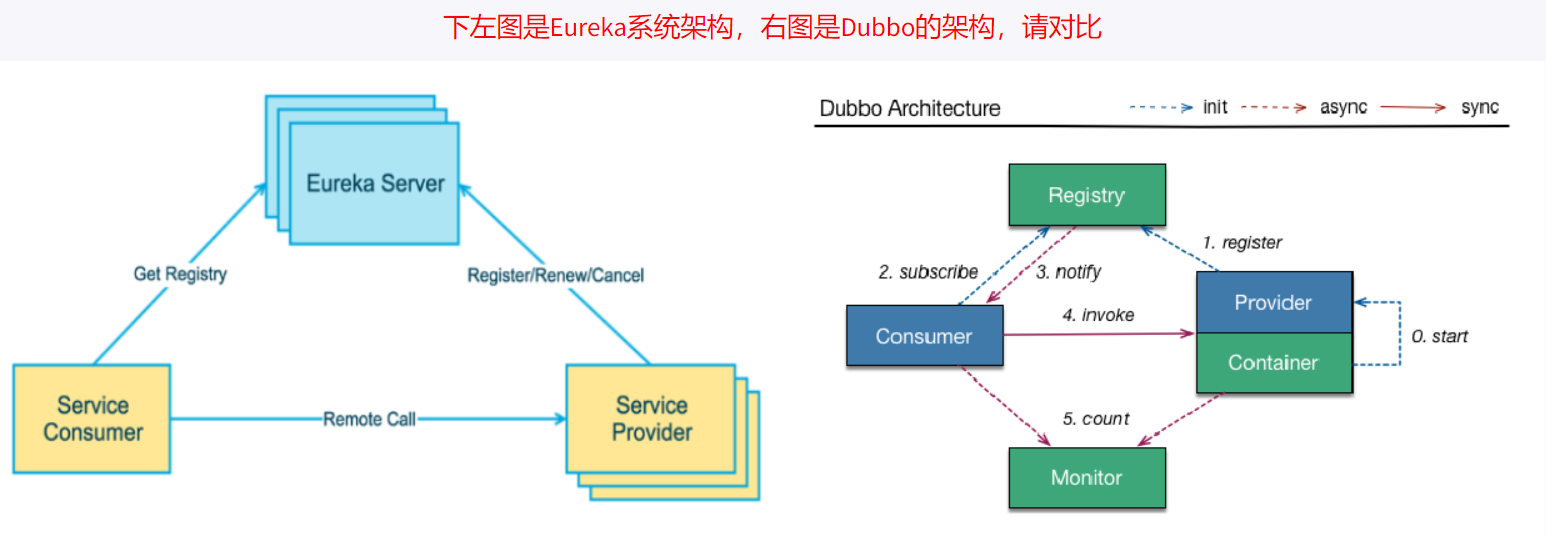 下左图是Eureka系统架构，右图是Dubbo的架构，请对比
Eureka Server
Get Registry
Register/Renew/Cancel
Service
Consumer
Remote Call
Service
Provider
Dubbo Architecture
init
async
sync
Registry
1. register
2. subscribe
3. notify
Provider
4. invoke
Consumer
0. start
Container
5. count
Monitor